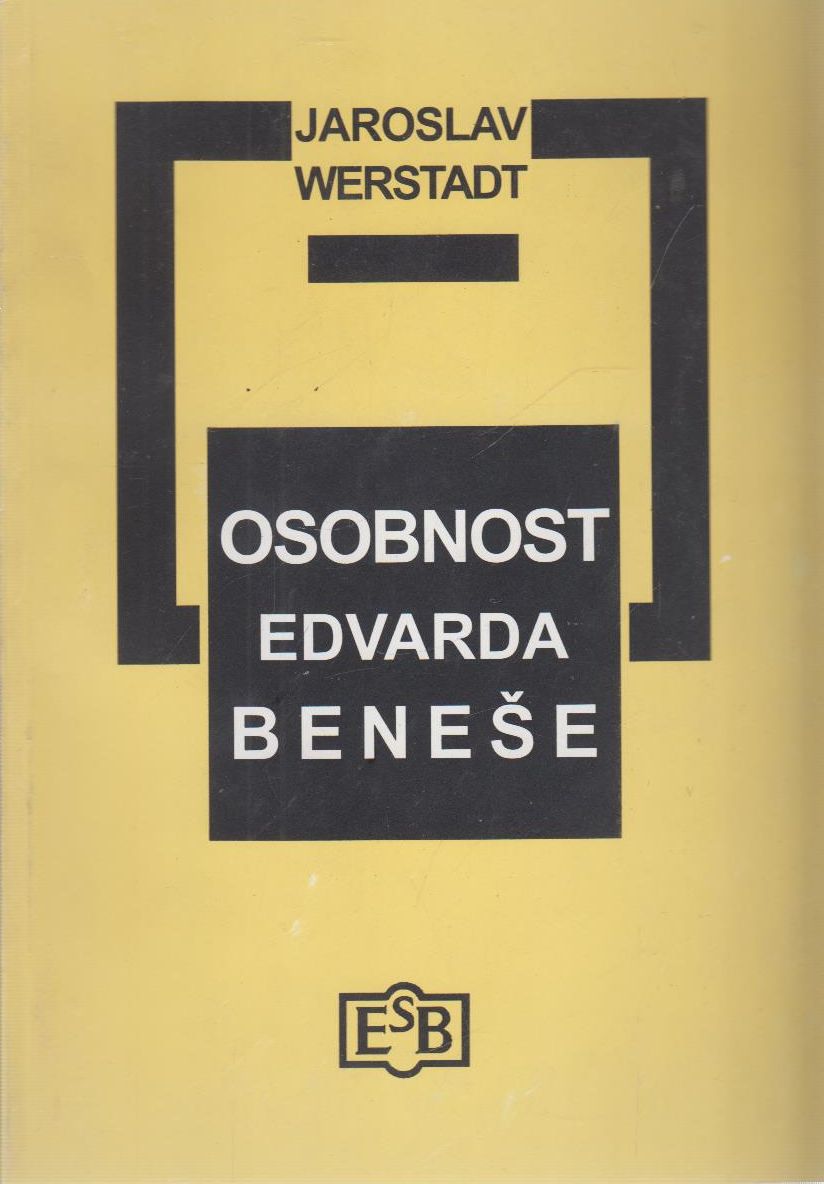 JAROSLAV
WERSTADT
OSOBNOST
EDVARDA
BENEŠE
ESB